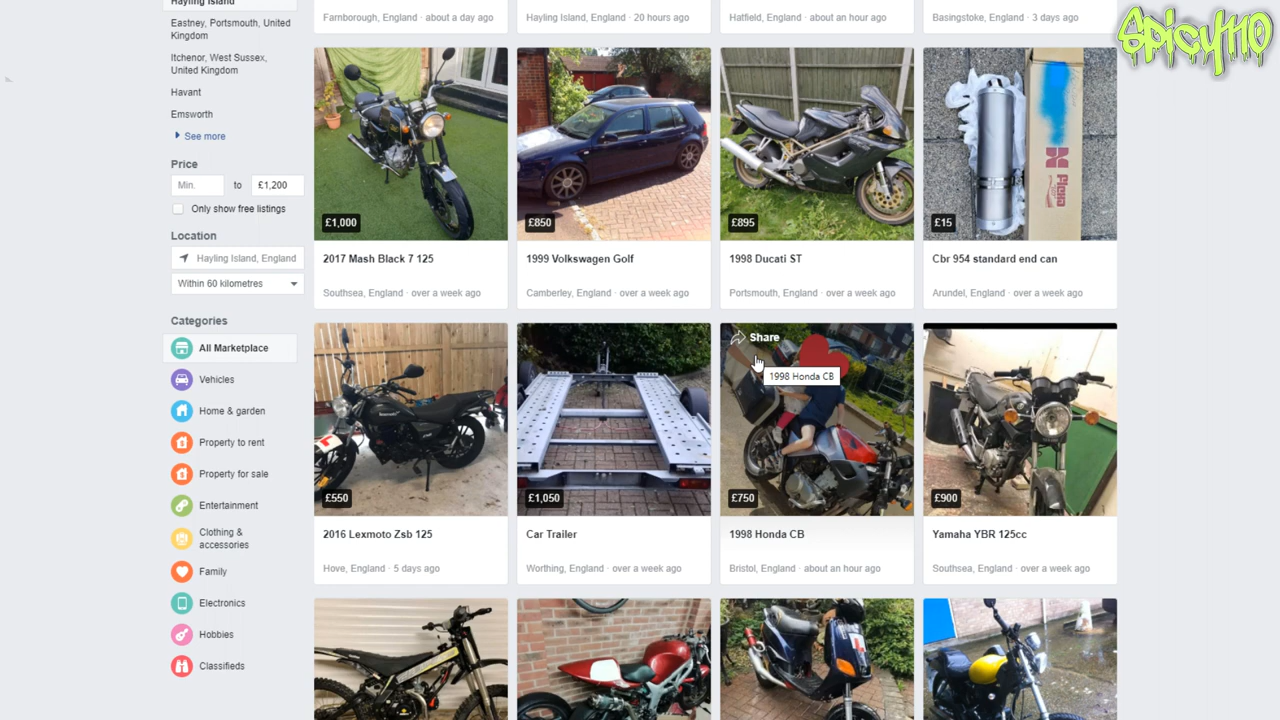 Hayling Island
Eastney, Portsmouth, United
Kingdom
Itchenor, West Sussex,
United Kingdom
Havant
Emsworth
See more
Price
Min.
to
£1,200
Only show free listings
Location
Hayling Island, England
Within 60 kilometres
Categories
All Marketplace
Vehicles
Home & garden
Property to rent
Property for sale
Entertainment
Clothing &
accessories
Family
Electronics
Hobbies
Classifieds
Farnborough, England · about a day ago
Hayling Island, England · 20 hours ago
Hatfield, England · about an hour ago
Basingstoke, England · 3 days ago
SPICY110
£1,000
2017 Mash Black 7 125
Southsea, England · over a week ago
£850
1999 Volkswagen Golf
Camberley, England · over a week ago
£895
1998 Ducati ST
Portsmouth, England · over a week ago
£15
Cbr 954 standard end can
Arundel, England · over a week ago
£550
2016 Lexmoto Zsb 125
Hove, England · 5 days ago
£1,050
Car Trailer
Worthing, England · over a week ago
Share
1998 Honda CB
£750
1998 Honda CB
Bristol, England · about an hour ago
£900
Yamaha YBR 125cc
Southsea, England · over a week ago